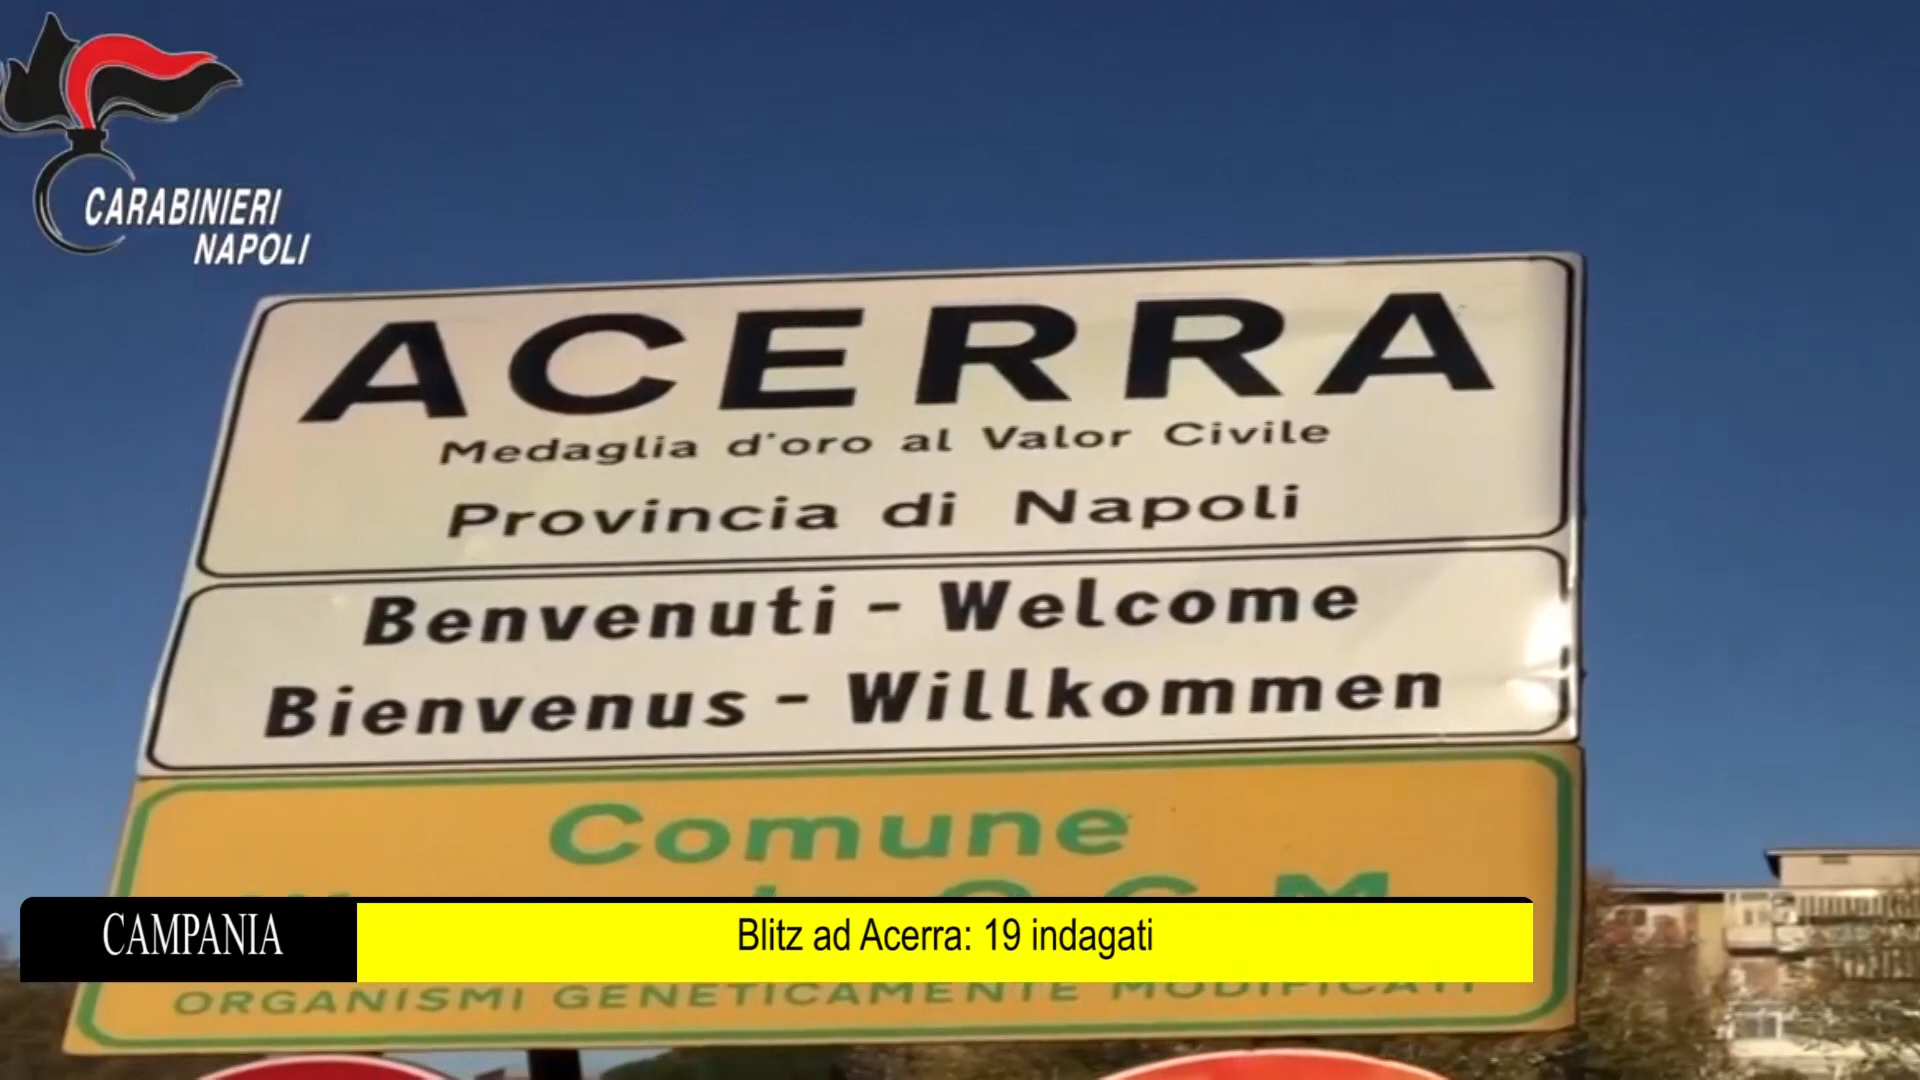 CARABINIERI
NAPOLI
ACERRA
Medaglia d'oro al Valor Civile
Provincia di Napoli
Benvenuti - Welcome
Bienvenus - Willkommen
Comune
O G M
CAMPANIA
Blitz ad Acerra: 19 indagati
ORGANISMI GENETICAMENTE MODIFICATI